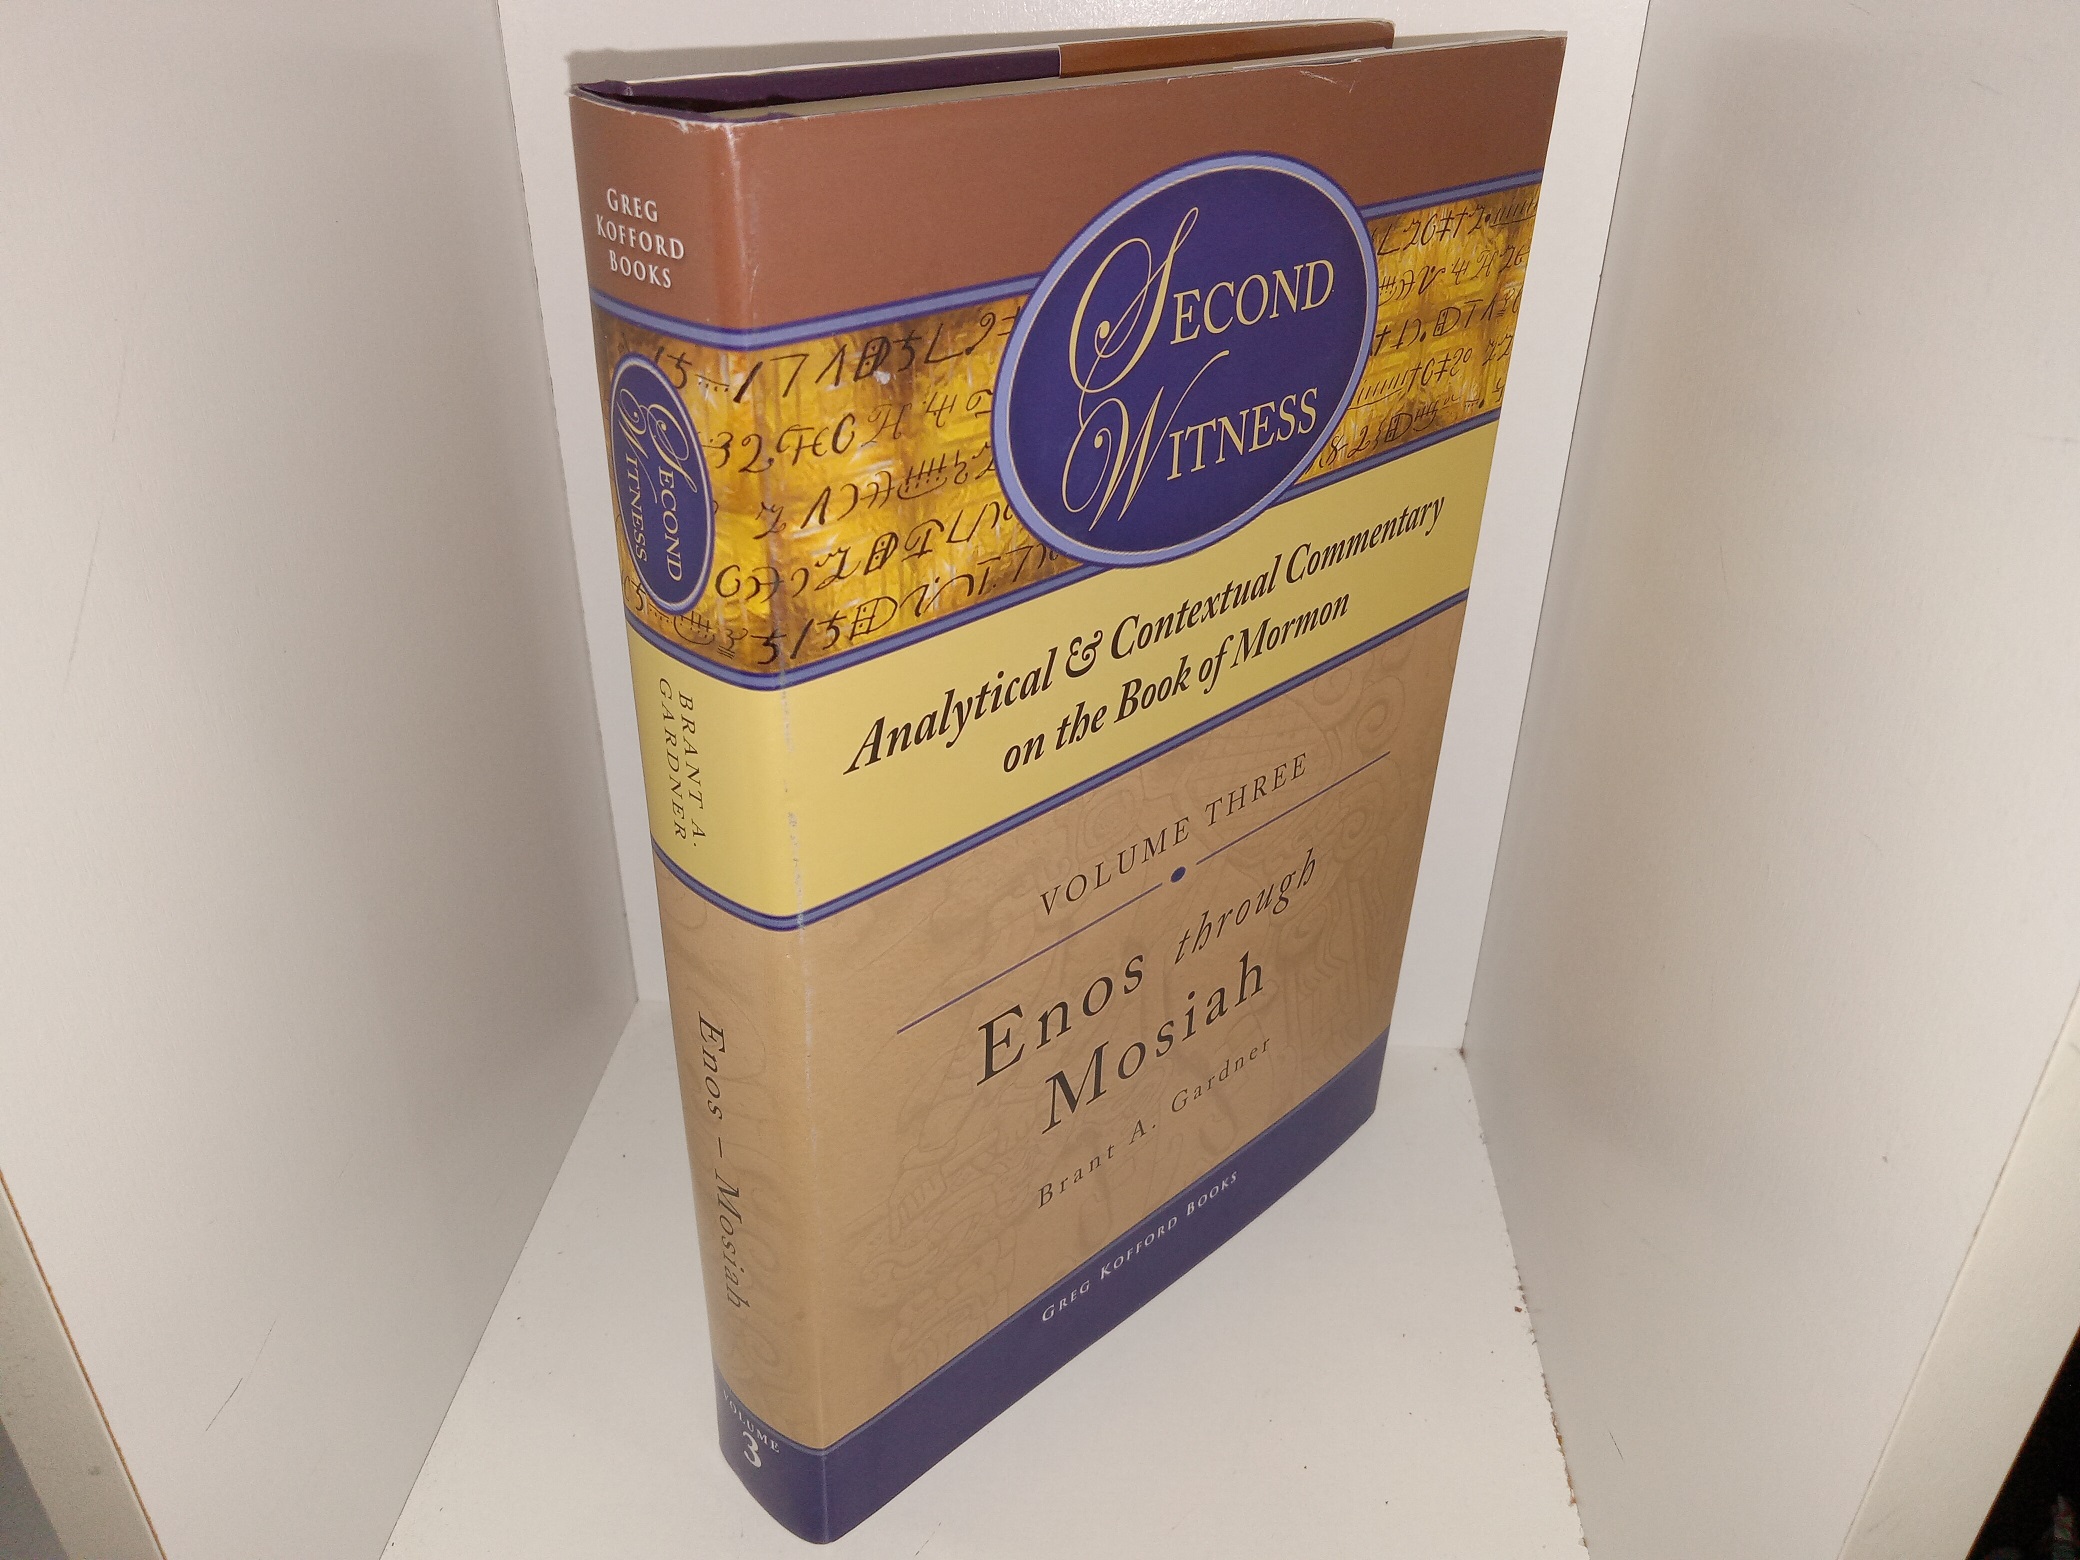 GREG
KOFFORD
BOOKS
SECOND
WITNESS
BRANT A.
GARDNER
Enos – Mosiah
VOLUME
3
SECOND
WITNESS
Analytical & Contextual Commentary
on the Book of Mormon
VOLUME THREE
Enos through
Mosiah
Brant A. Gardner
GREG KOFFORD BOOKS